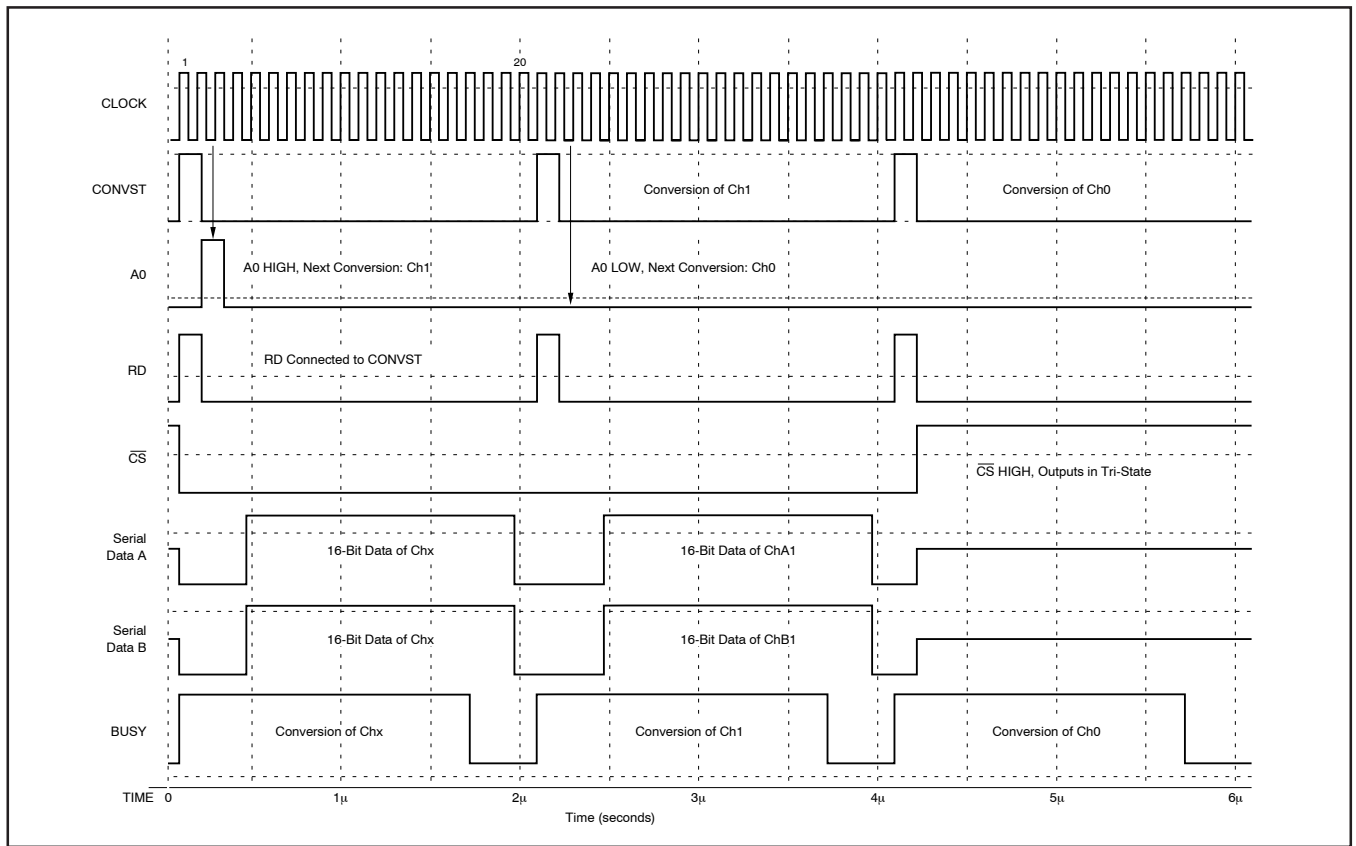 1
20
CLOCK
CONVST
Conversion of Ch1
Conversion of Ch0
A0
A0 HIGH, Next Conversion: Ch1
A0 LOW, Next Conversion: Ch0
RD
RD Connected to CONVST
C̅S̅
C̅S̅ HIGH, Outputs in Tri-State
Serial
Data A
16-Bit Data of Chx
16-Bit Data of ChA1
Serial
Data B
16-Bit Data of Chx
16-Bit Data of ChB1
BUSY
Conversion of Chx
Conversion of Ch1
Conversion of Ch0
TIME
0
1μ
2μ
3μ
4μ
5μ
6μ
Time (seconds)